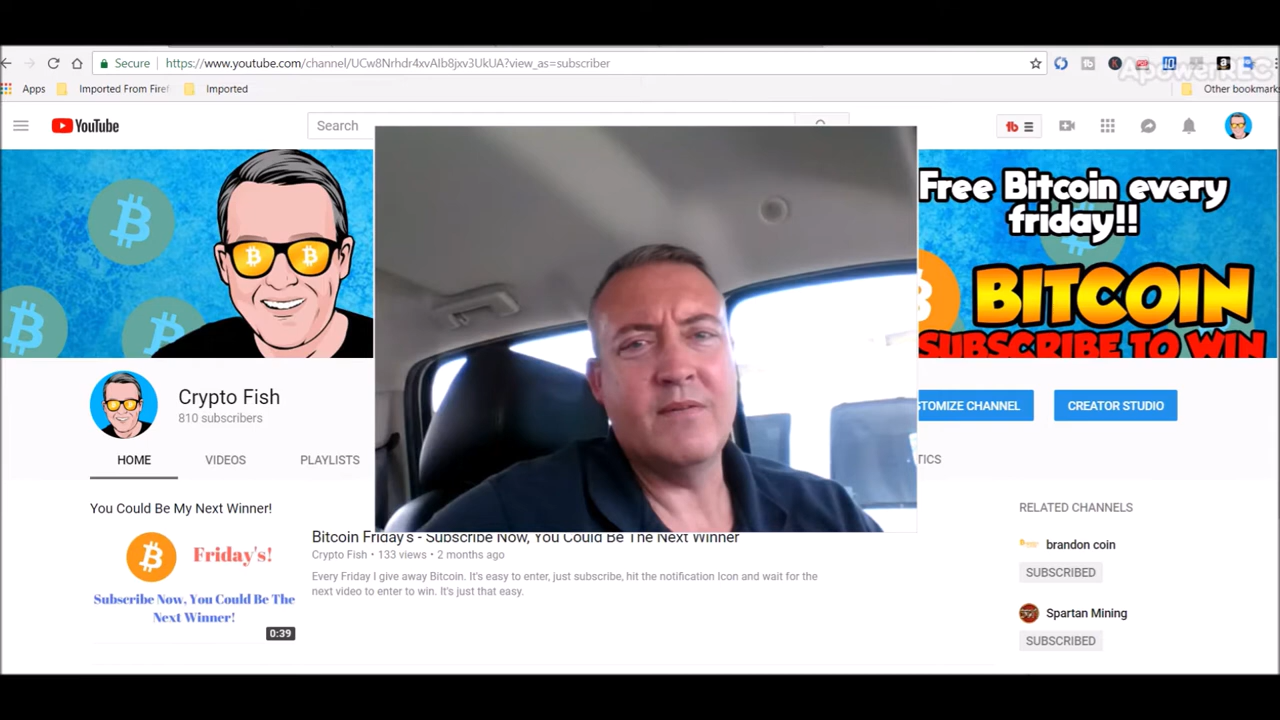 Secure
https://www.youtube.com/channel/UCw8Nrhdr4xvAIb8jxv3UkUA?view_as=subscriber
ApowerREC
Apps
Imported From Firef
Imported
Other bookmarks
YouTube
Search
Free Bitcoin every
friday!!
BITCOIN
SUBSCRIBE TO WIN
Crypto Fish
810 subscribers
TOMIZE CHANNEL
CREATOR STUDIO
HOME
VIDEOS
PLAYLISTS
TICS
You Could Be My Next Winner!
Friday's!
Subscribe Now, You Could Be The
Next Winner!
0:39
Bitcoin Friday's - Subscribe Now, You Could Be The Next Winner
Crypto Fish • 133 views • 2 months ago
Every Friday I give away Bitcoin. It's easy to enter, just subscribe, hit the notification Icon and wait for the
next video to enter to win. It's just that easy.
RELATED CHANNELS
brandon coin
SUBSCRIBED
Spartan Mining
SUBSCRIBED